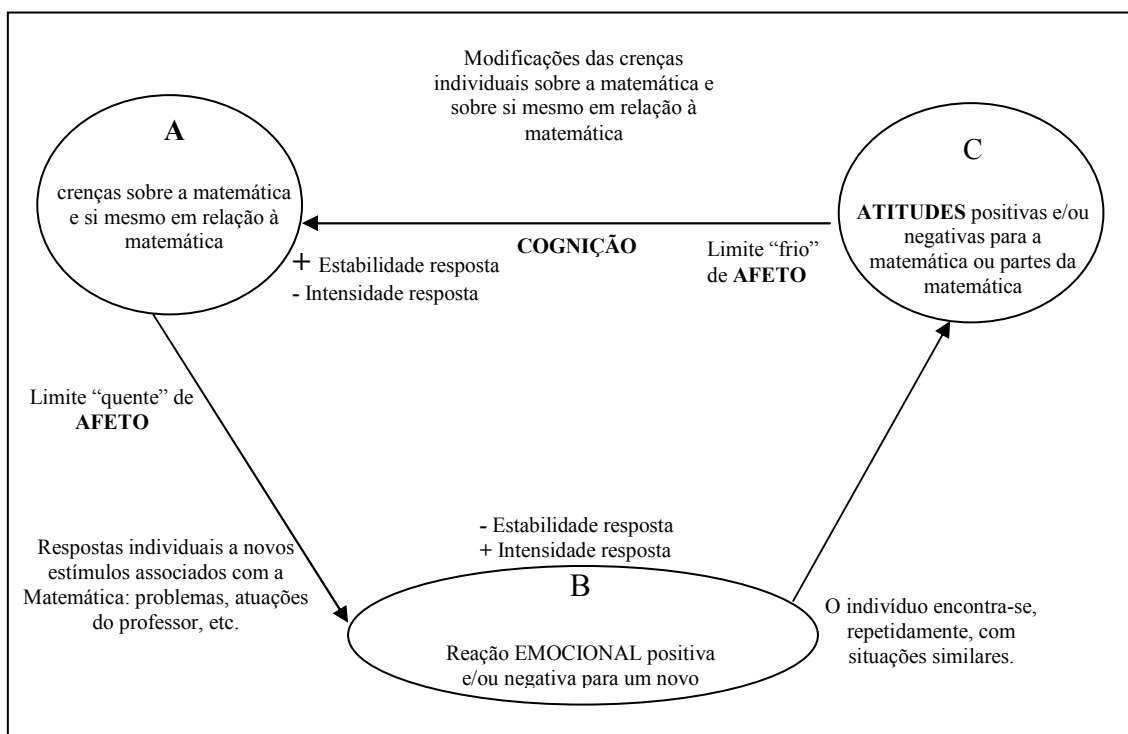 Modificações das crenças
individuais sobre a matemática e
sobre si mesmo em relação à
matemática
A
crenças sobre a matemática
e si mesmo em relação à
matemática
C
ATITUDES positivas e/ou
negativas para a
matemática ou partes da
matemática
COGNIÇÃO
+ Estabilidade resposta
- Intensidade resposta
Limite “frio”
de AFETO
Limite “quente” de
AFETO
Respostas individuais a novos
estímulos associados com a
Matemática: problemas, atuações
do professor, etc.
- Estabilidade resposta
+ Intensidade resposta
B
Reação EMOCIONAL positiva
e/ou negativa para um novo
O indivíduo encontra-se,
repetidamente, com
situações similares.